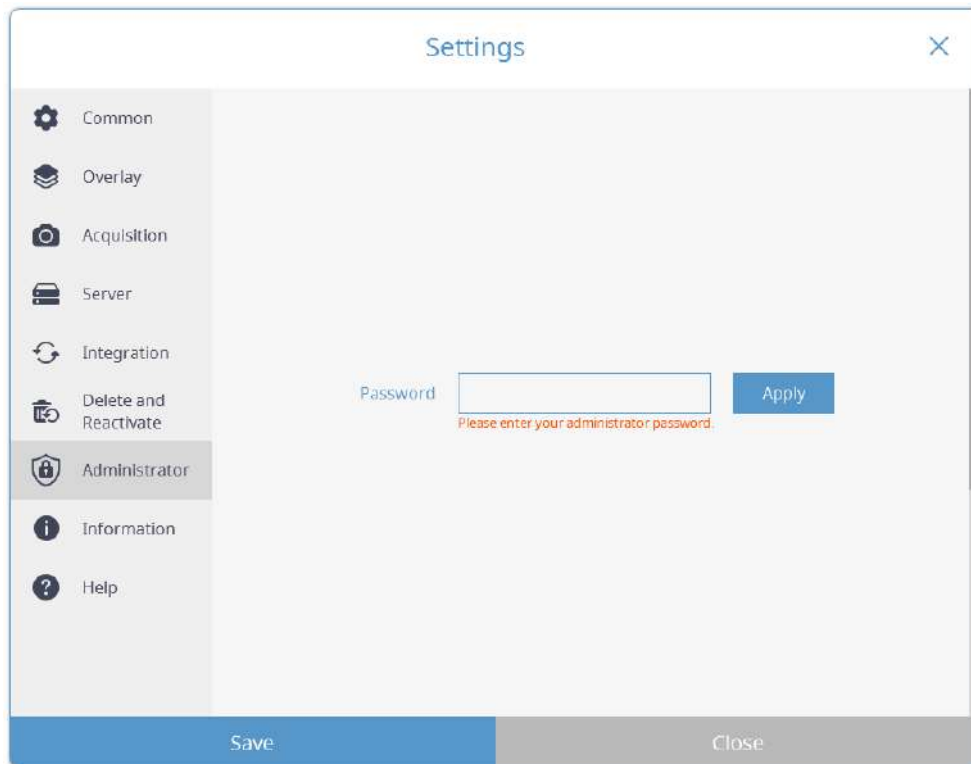 Settings
Common
Overlay
Acquisition
Server
Integration
Delete and
Reactivate
Administrator
Information
Help
Password
Apply
Please enter your administrator password.
Save
Close